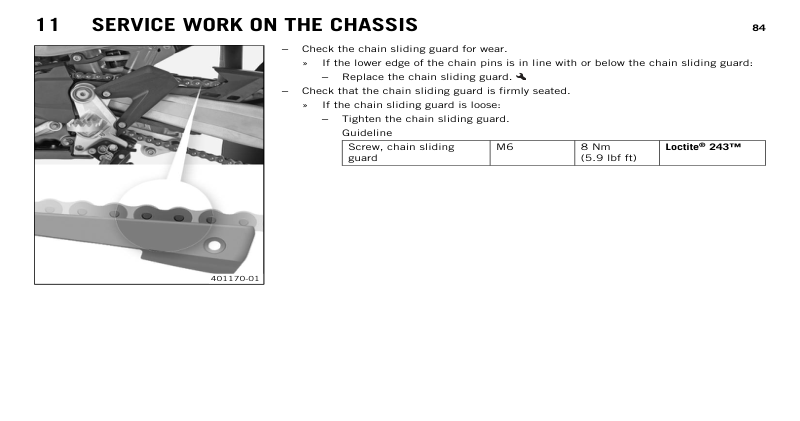 11 SERVICE WORK ON THE CHASSIS 84
– Check the chain sliding guard for wear.
» If the lower edge of the chain pins is in line with or below the chain sliding guard:
– Replace the chain sliding guard.
– Check that the chain sliding guard is firmly seated.
» If the chain sliding guard is loose:
– Tighten the chain sliding guard.
Guideline
Screw, chain sliding guard M6 8 Nm (5.9 lbf ft) Loctite® 243™
401170-01